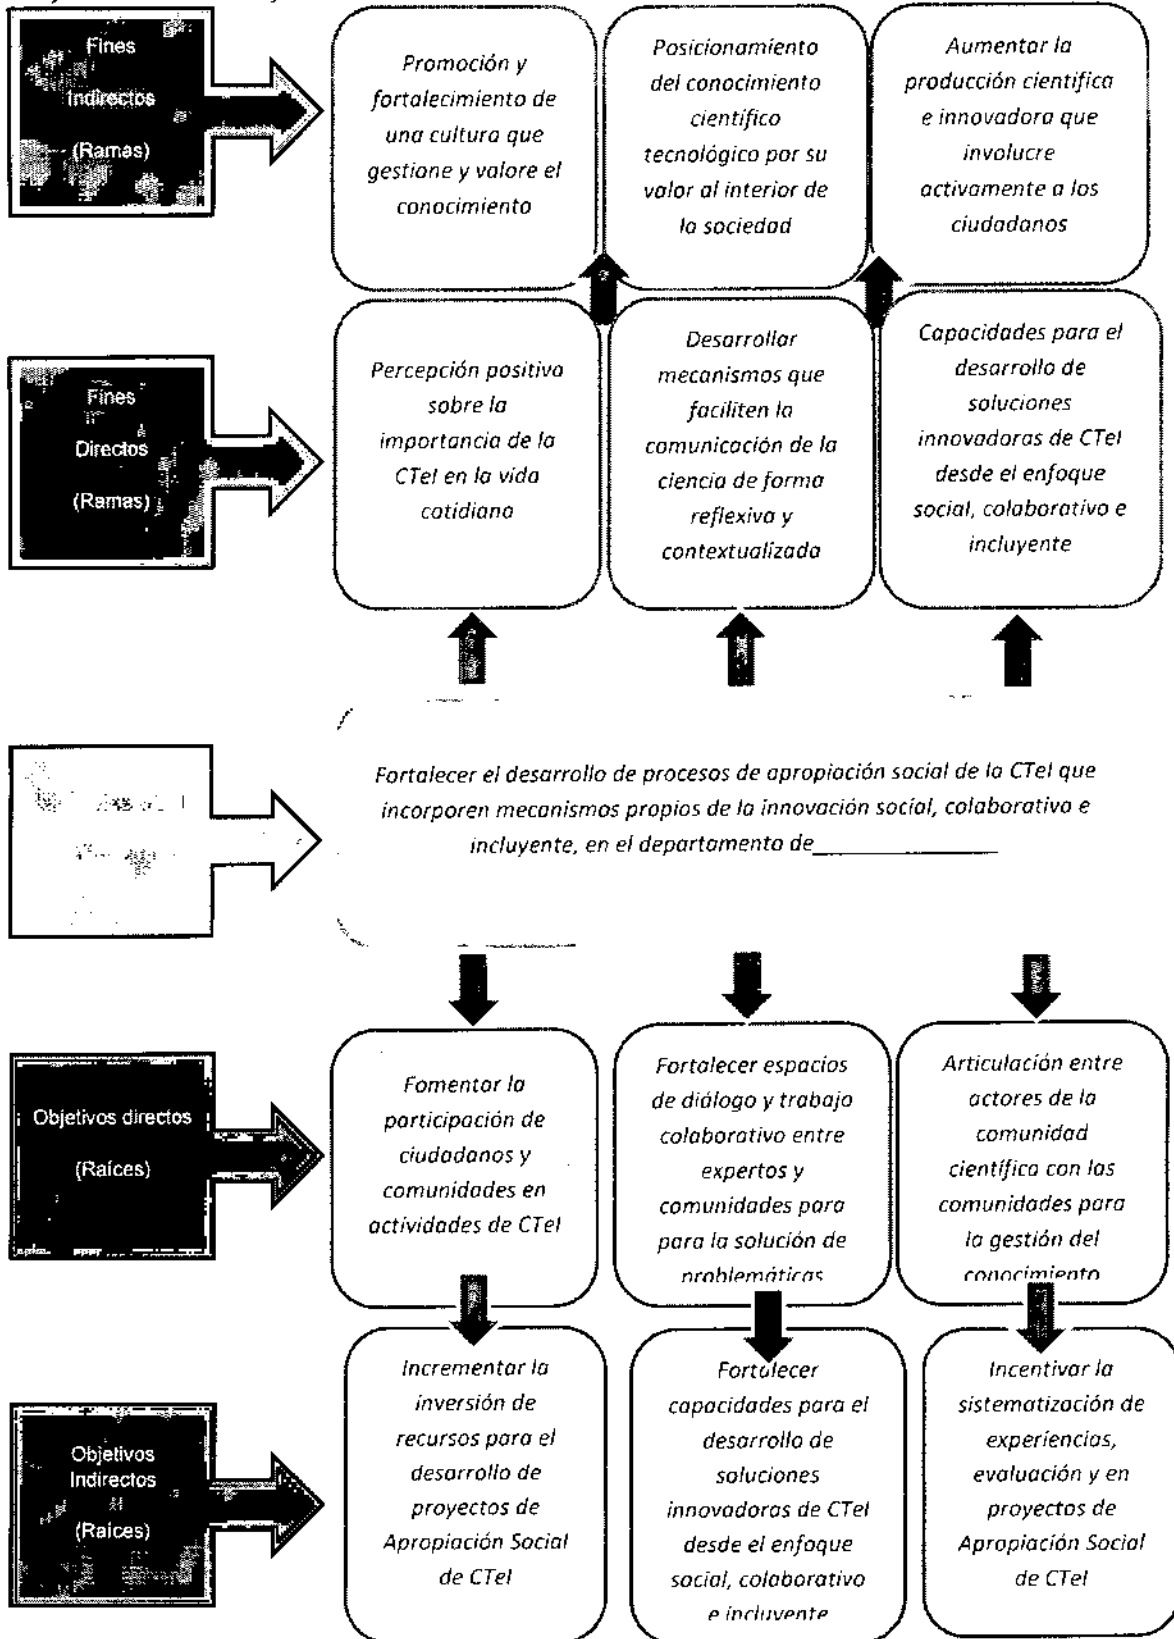 Fines
Indirectos
(Ramas)
Promoción y
fortalecimiento de
una cultura que
gestione y valore el
conocimiento
Posicionamiento
del conocimiento
científico
tecnológico por su
valor al interior de
la sociedad
Aumentar la
producción científica
e innovadora que
involucre
activamente a los
ciudadanos
Fines
Directos
(Ramas)
Percepción positiva
sobre la
importancia de la
CTeI en la vida
cotidiana
Desarrollar
mecanismos que
faciliten la
comunicación de la
ciencia de forma
reflexiva y
contextualizada
Capacidades para el
desarrollo de
soluciones
innovadoras de CTeI
desde el enfoque
social, colaborativo e
incluyente
Fortalecer el desarrollo de procesos de apropiación social de la CTeI que
incorporen mecanismos propios de la innovación social, colaborativa e
incluyente, en el departamento de_______________
Objetivos directos
(Raíces)
Fomentar la
participación de
ciudadanos y
comunidades en
actividades de CTeI
Fortalecer espacios
de diálogo y trabajo
colaborativo entre
expertos y
comunidades para
para la solución de
problemáticas
Articulación entre
actores de la
comunidad
científica con las
comunidades para
la gestión del
conocimiento
Objetivos
Indirectos
(Raíces)
Incrementar la
inversión de
recursos para el
desarrollo de
proyectos de
Apropiación Social
de CTeI
Fortalecer
capacidades para el
desarrollo de
soluciones
innovadoras de CTeI
desde el enfoque
social, colaborativo
e incluyente
Incentivar la
sistematización de
experiencias,
evaluación y en
proyectos de
Apropiación Social
de CTeI